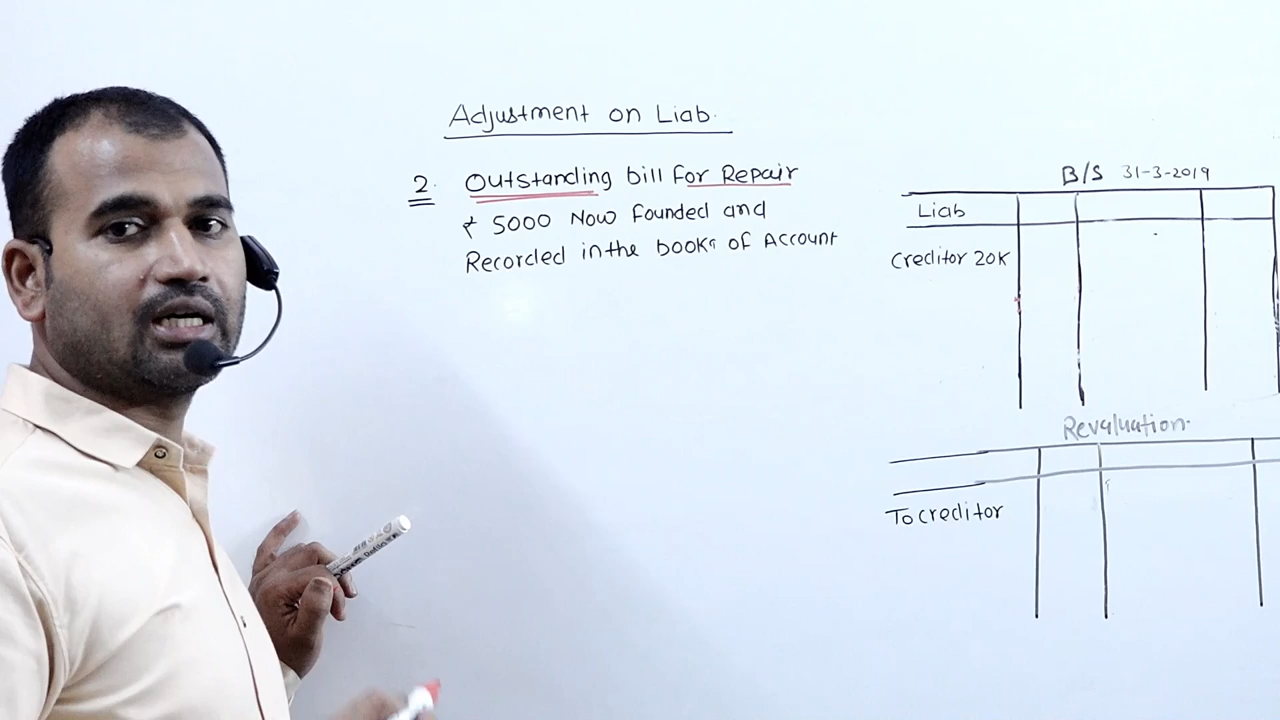 Adjustment on Liab.
2. Outstanding bill for Repair
₹ 5000 Now founded and
Recorded in the books of Account
B/S 31-3-2019
Liab
Creditor 20K
Revaluation
To creditor